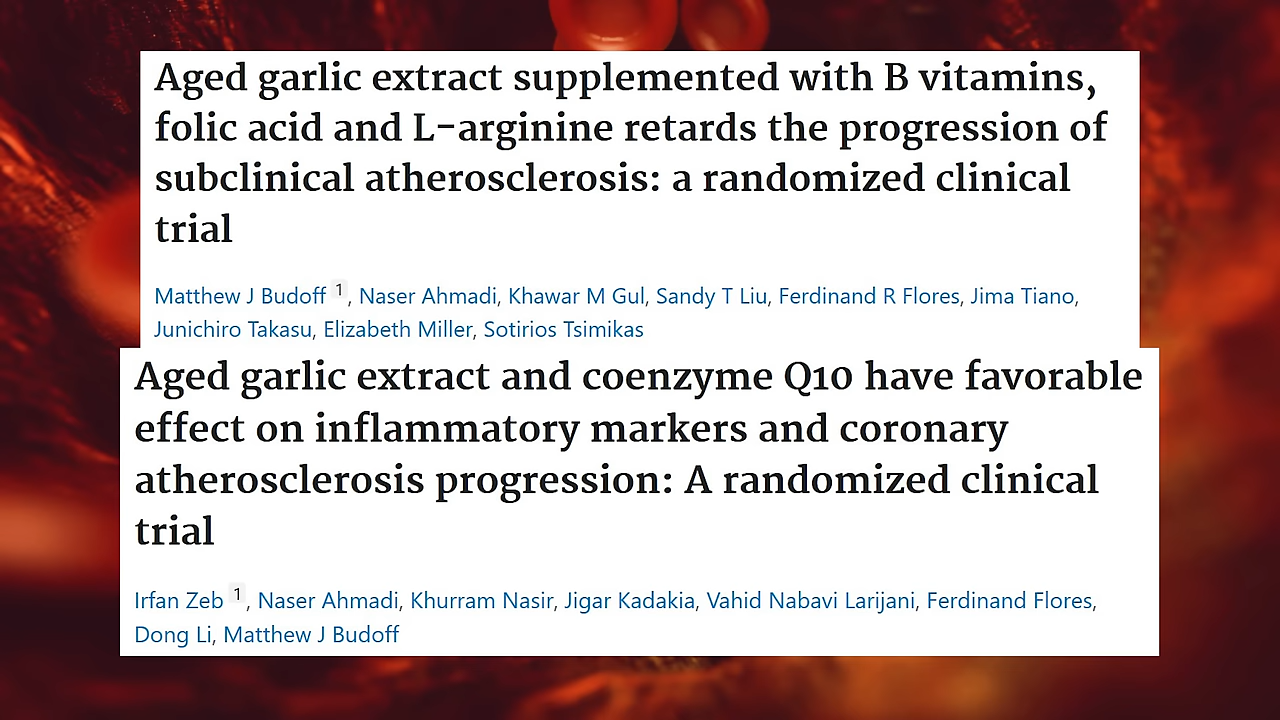 Aged garlic extract supplemented with B vitamins,
folic acid and L-arginine retards the progression of
subclinical atherosclerosis: a randomized clinical
trial
Matthew J Budoff 1, Naser Ahmadi, Khawar M Gul, Sandy T Liu, Ferdinand R Flores, Jima Tiano,
Junichiro Takasu, Elizabeth Miller, Sotirios Tsimikas
Aged garlic extract and coenzyme Q10 have favorable
effect on inflammatory markers and coronary
atherosclerosis progression: A randomized clinical
trial
Irfan Zeb 1, Naser Ahmadi, Khurram Nasir, Jigar Kadakia, Vahid Nabavi Larijani, Ferdinand Flores,
Dong Li, Matthew J Budoff